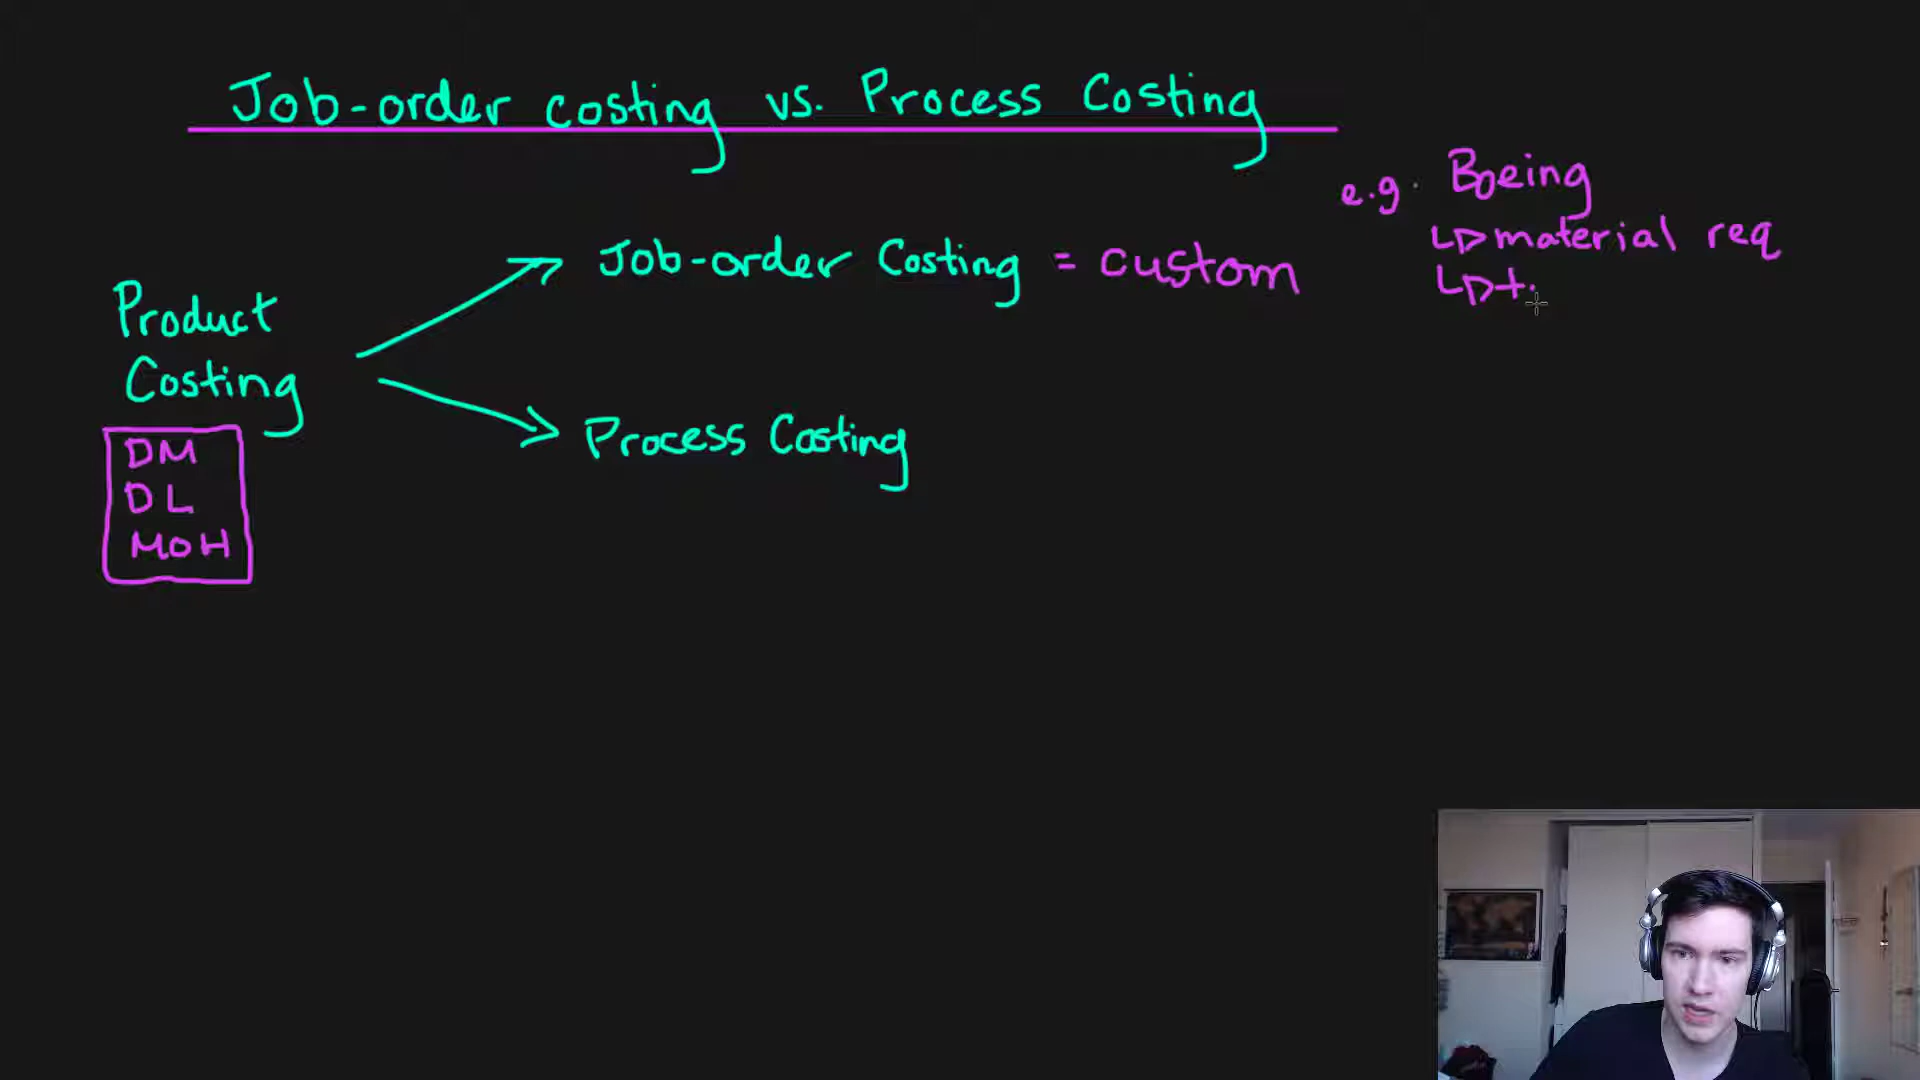 Job-order costing vs. Process Costing
e.g. Boeing
material req
Job-order Costing = custom
Product
Costing
Process Costing
DM
DL
MOH